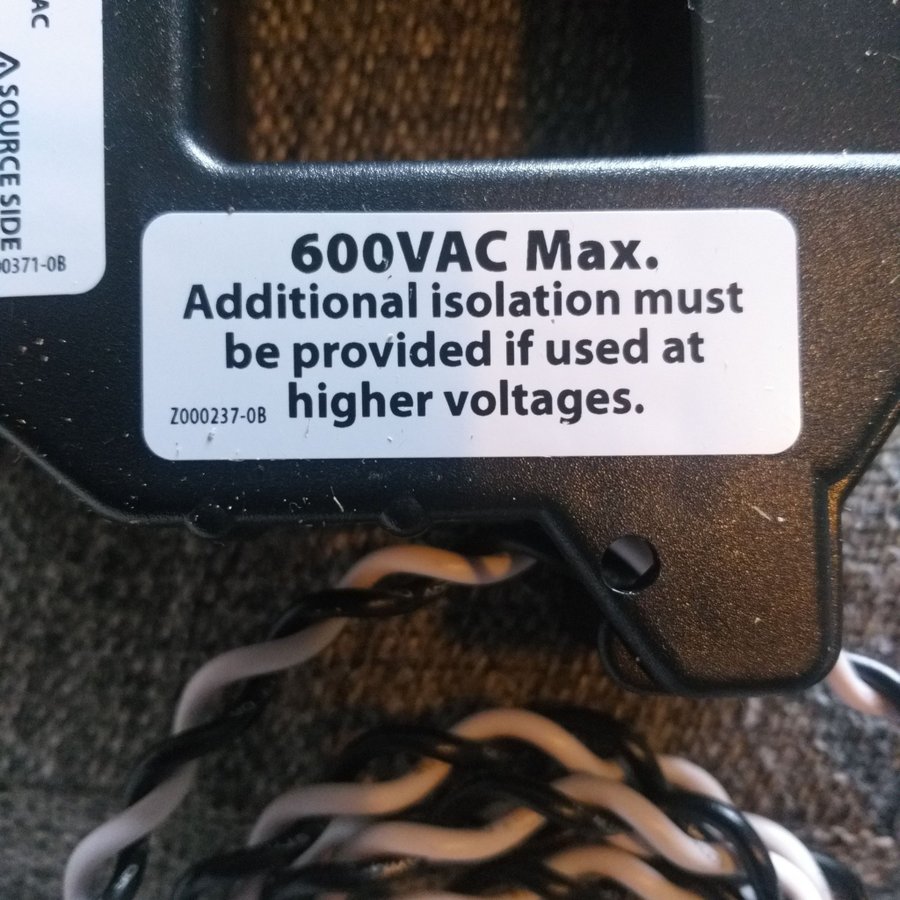 AC
⚠SOURCE SIDE
0371-0B
600VAC Max.
Additional isolation must
be provided if used at
higher voltages.
Z000237-0B